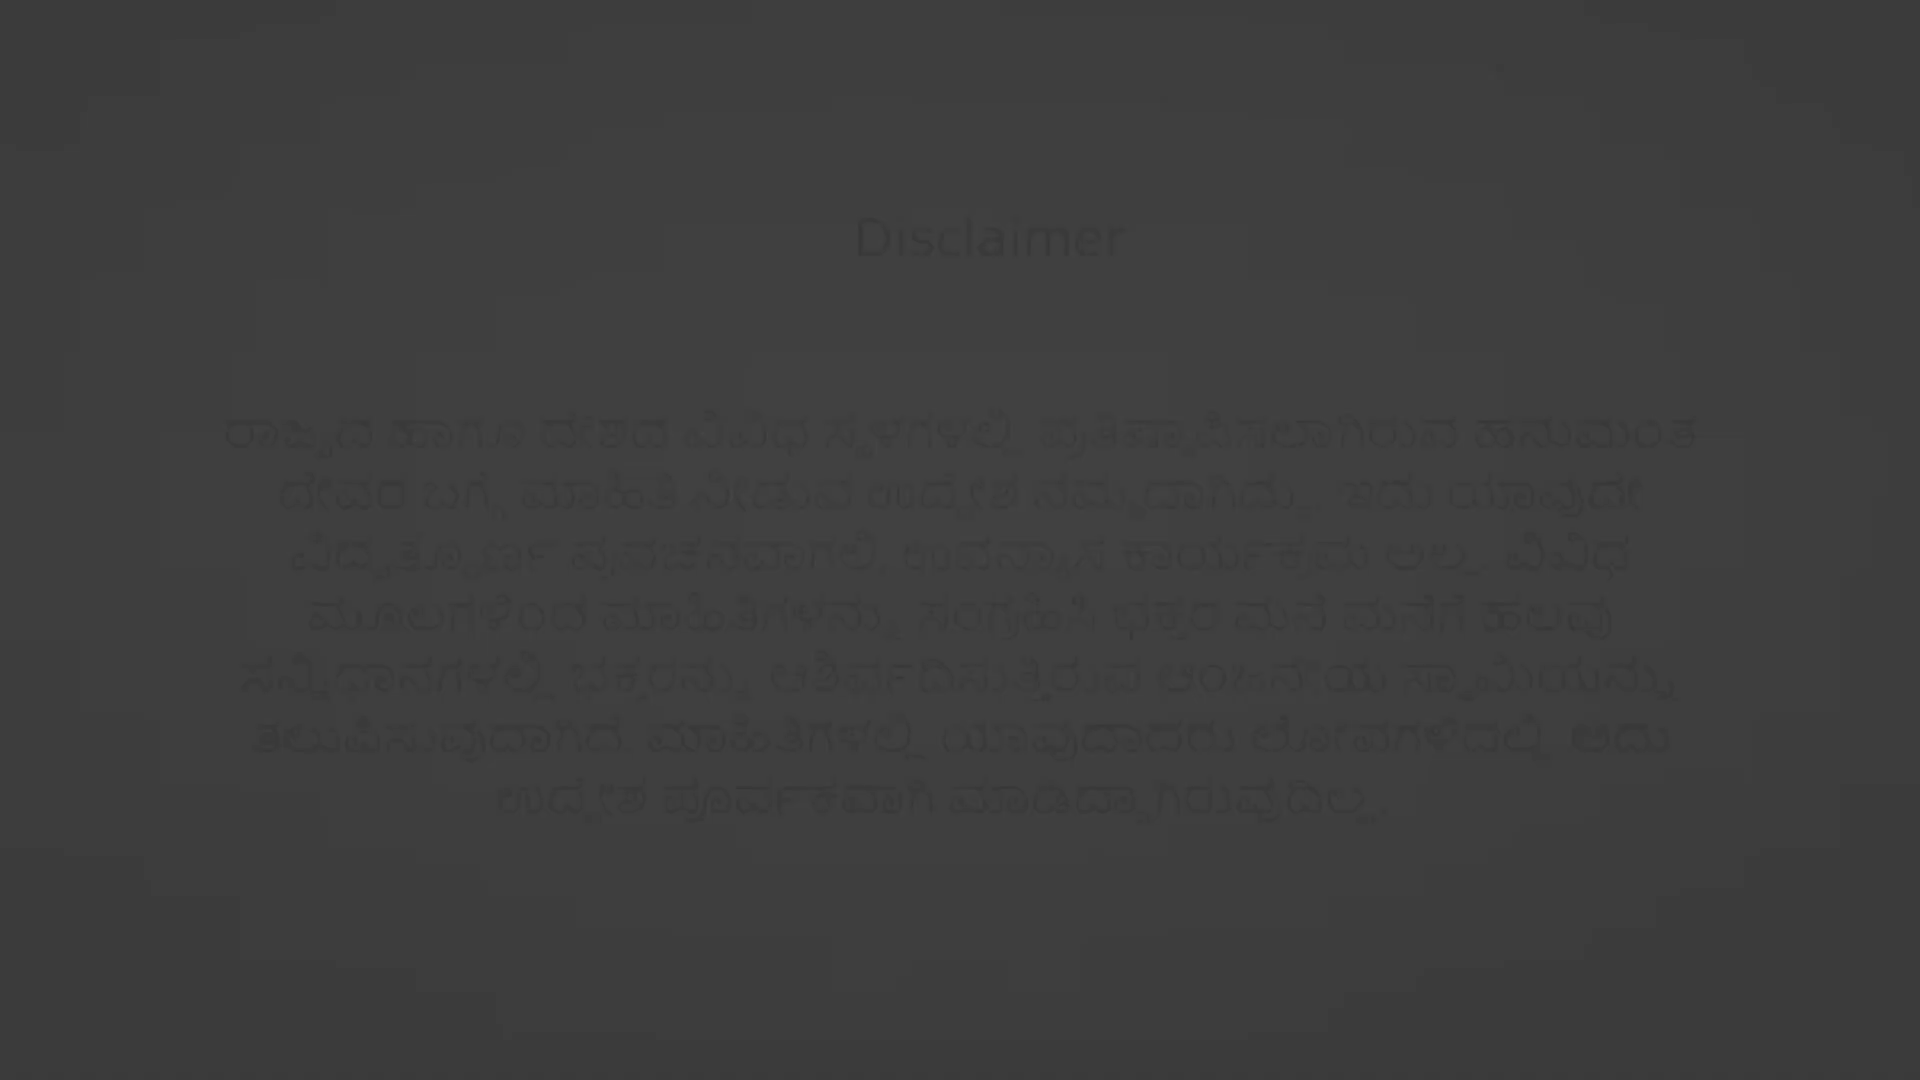 Disclaimer
ರಾಜ್ಯದ ಹಾಗೂ ದೇಶದ ವಿವಿಧ ಸ್ಥಳಗಳಲ್ಲಿ ಪ್ರತಿಷ್ಠಾಪಿಸಲಾಗಿರುವ ಹನುಮಂತ
ದೇವರ ಬಗ್ಗೆ ಮಾಹಿತಿ ನೀಡುವ ಉದ್ದೇಶ ನಮ್ಮದಾಗಿದ್ದು, ಇದು ಯಾವುದೇ
ವಿದ್ವತ್ಪೂರ್ಣ ಪ್ರವಚನವಾಗಲಿ, ಉಪನ್ಯಾಸ ಕಾರ್ಯಕ್ರಮ ಅಲ್ಲ. ವಿವಿಧ
ಮೂಲಗಳಿಂದ ಮಾಹಿತಿಗಳನ್ನು ಸಂಗ್ರಹಿಸಿ ಭಕ್ತರ ಮನೆ ಮನೆಗೆ ಹಲವು
ಸನ್ನಿಧಾನಗಳಲ್ಲಿ ಭಕ್ತರನ್ನು ಆಶಿರ್ವದಿಸುತ್ತಿರುವ ಆಂಜನೇಯ ಸ್ವಾಮಿಯನ್ನು
ತಲುಪಿಸುವುದಾಗಿದೆ. ಮಾಹಿತಿಗಳಲ್ಲಿ ಯಾವುದಾದರು ಲೋಪಗಳಿದಲ್ಲಿ ಅದು
ಉದ್ದೇಶ ಪೂರ್ವಕವಾಗಿ ಮಾಡಿದ್ದಾಗಿರುವುದಿಲ್ಲ.